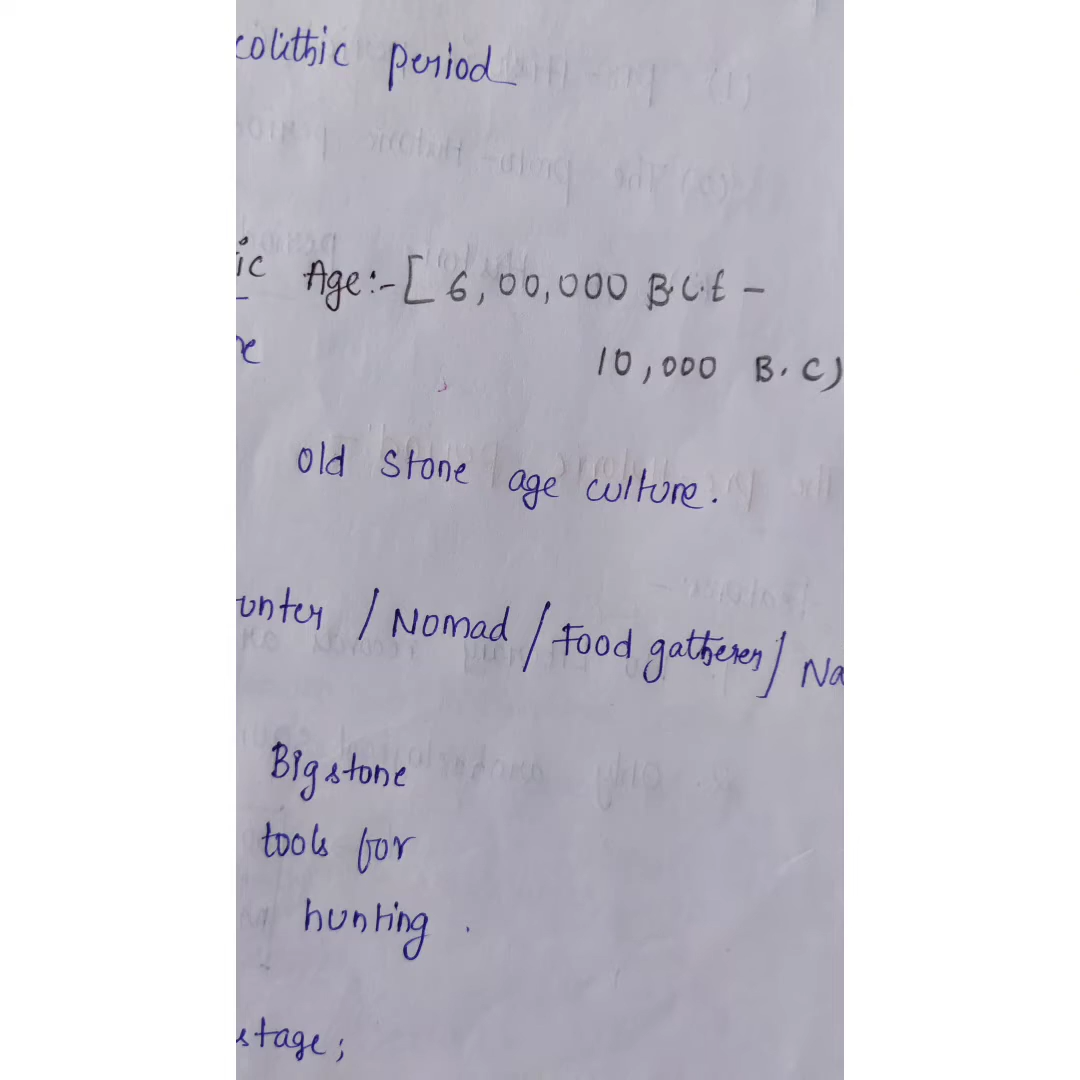 colithic period
ic Age:-[ 6,00,000 B.C.E -
re 10,000 B.C)
Old Stone age culture.
unter / Nomad / Food gatherer / Na
Big stone
tools for
hunting .
stage;